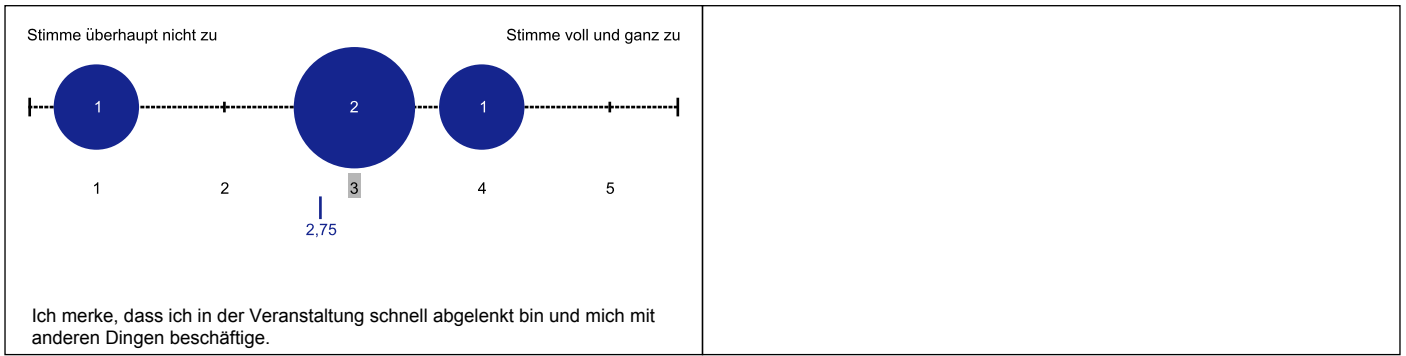 Stimme überhaupt nicht zu Stimme voll und ganz zu
1 2 1
1 2 3 4 5
2,75
Ich merke, dass ich in der Veranstaltung schnell abgelenkt bin und mich mit
anderen Dingen beschäftige.